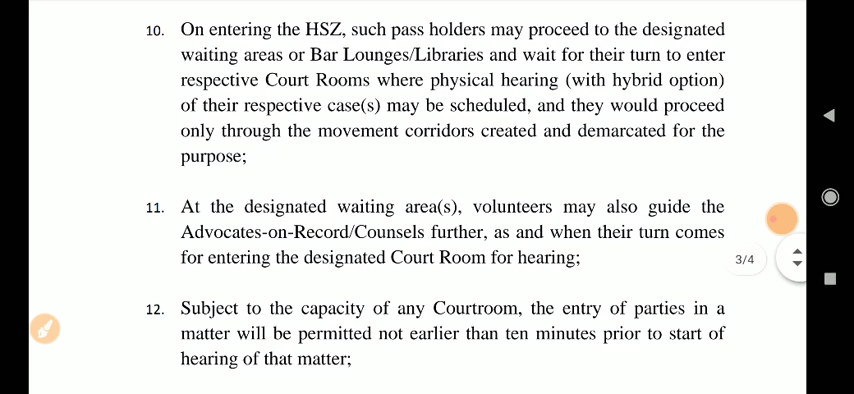 10. On entering the HSZ, such pass holders may proceed to the designated
waiting areas or Bar Lounges/Libraries and wait for their turn to enter
respective Court Rooms where physical hearing (with hybrid option)
of their respective case(s) may be scheduled, and they would proceed
only through the movement corridors created and demarcated for the
purpose;
11. At the designated waiting area(s), volunteers may also guide the
Advocates-on-Record/Counsels further, as and when their turn comes
for entering the designated Court Room for hearing;
3/4
12. Subject to the capacity of any Courtroom, the entry of parties in a
matter will be permitted not earlier than ten minutes prior to start of
hearing of that matter;